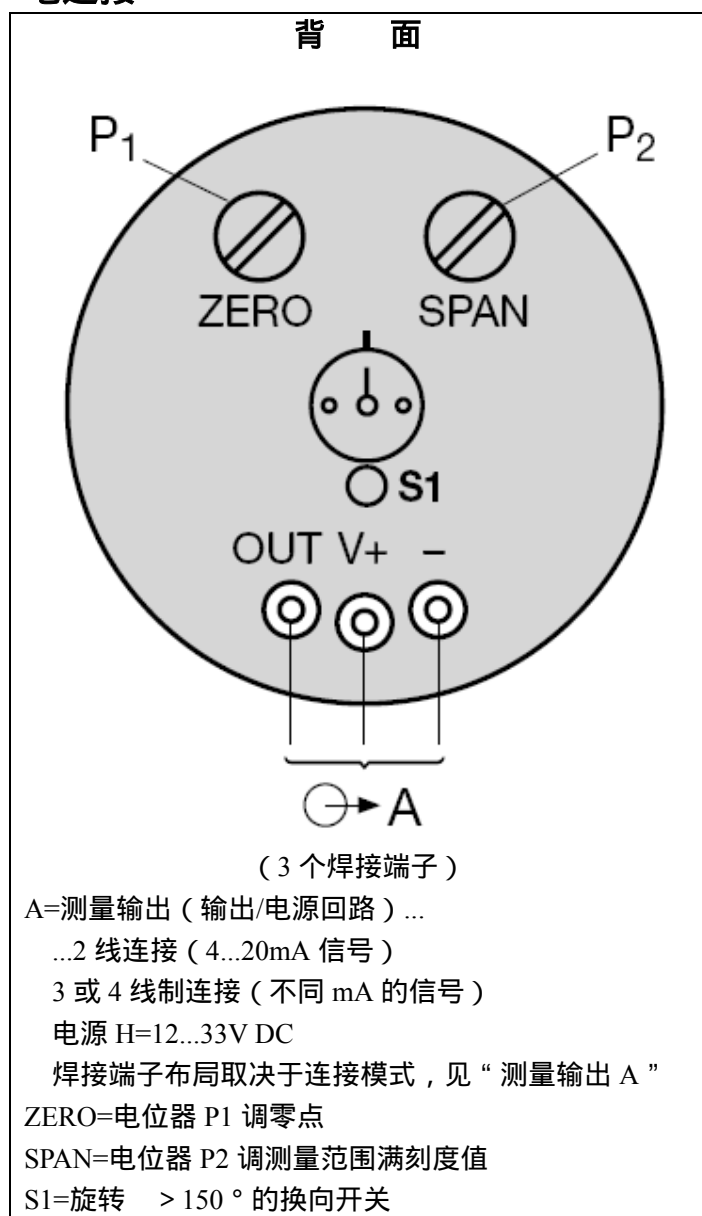 背 面
P1 P2
ZERO SPAN
S1
OUT V+ –
A
（3 个焊接端子）
A=测量输出（输出/电源回路）...
...2 线连接（4...20mA 信号）
3 或 4 线制连接（不同 mA 的信号）
电源 H=12...33V DC
焊接端子布局取决于连接模式，见“测量输出 A”
ZERO=电位器 P1 调零点
SPAN=电位器 P2 调测量范围满刻度值
S1=旋转 ＞150°的换向开关